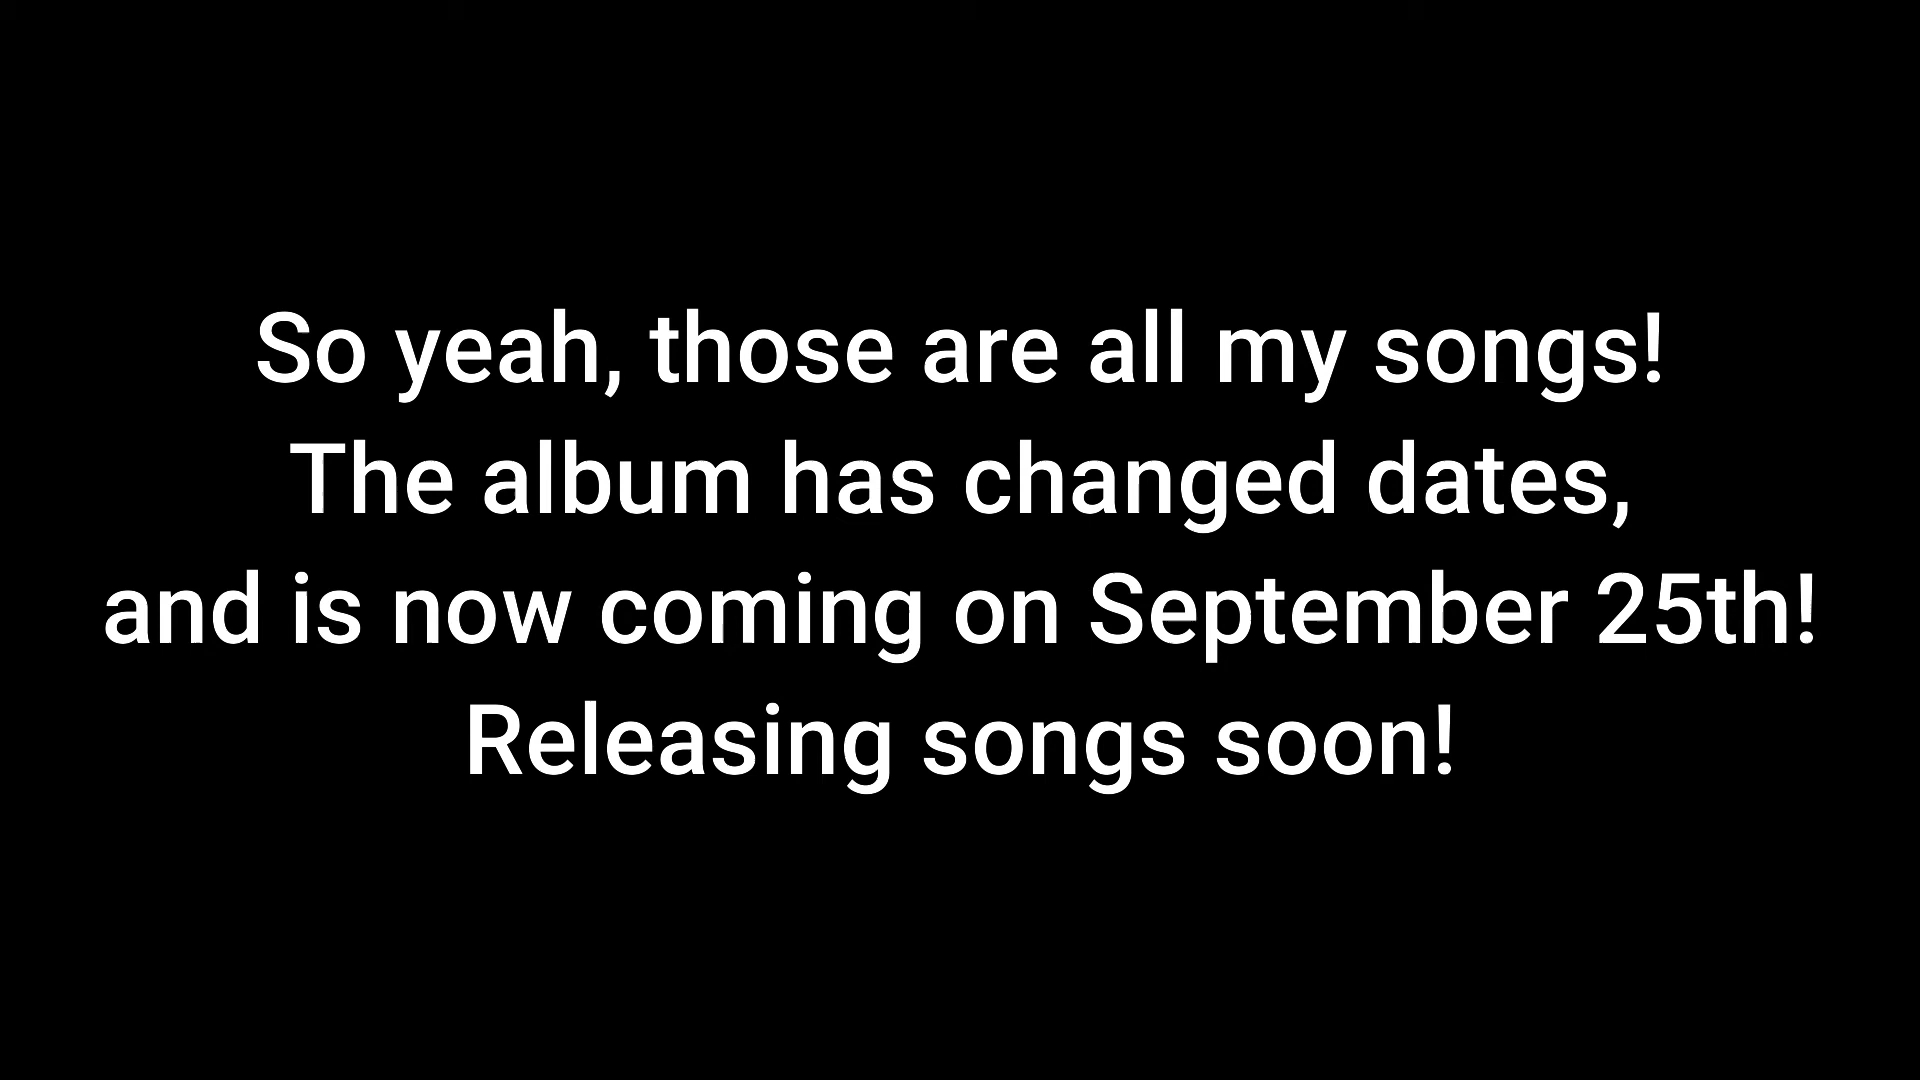 So yeah, those are all my songs!
The album has changed dates,
and is now coming on September 25th!
Releasing songs soon!